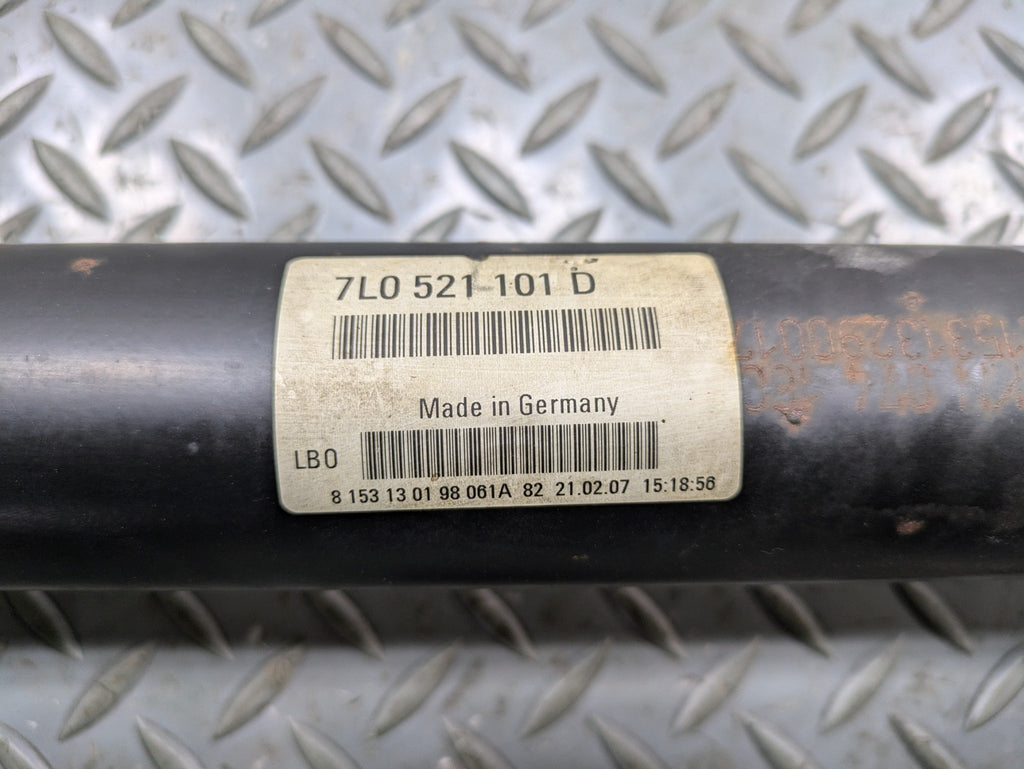 7L0 521 101 D
Made in Germany
LB0
8 153 13 01 98 061A 82 21.02.07 15:18:56